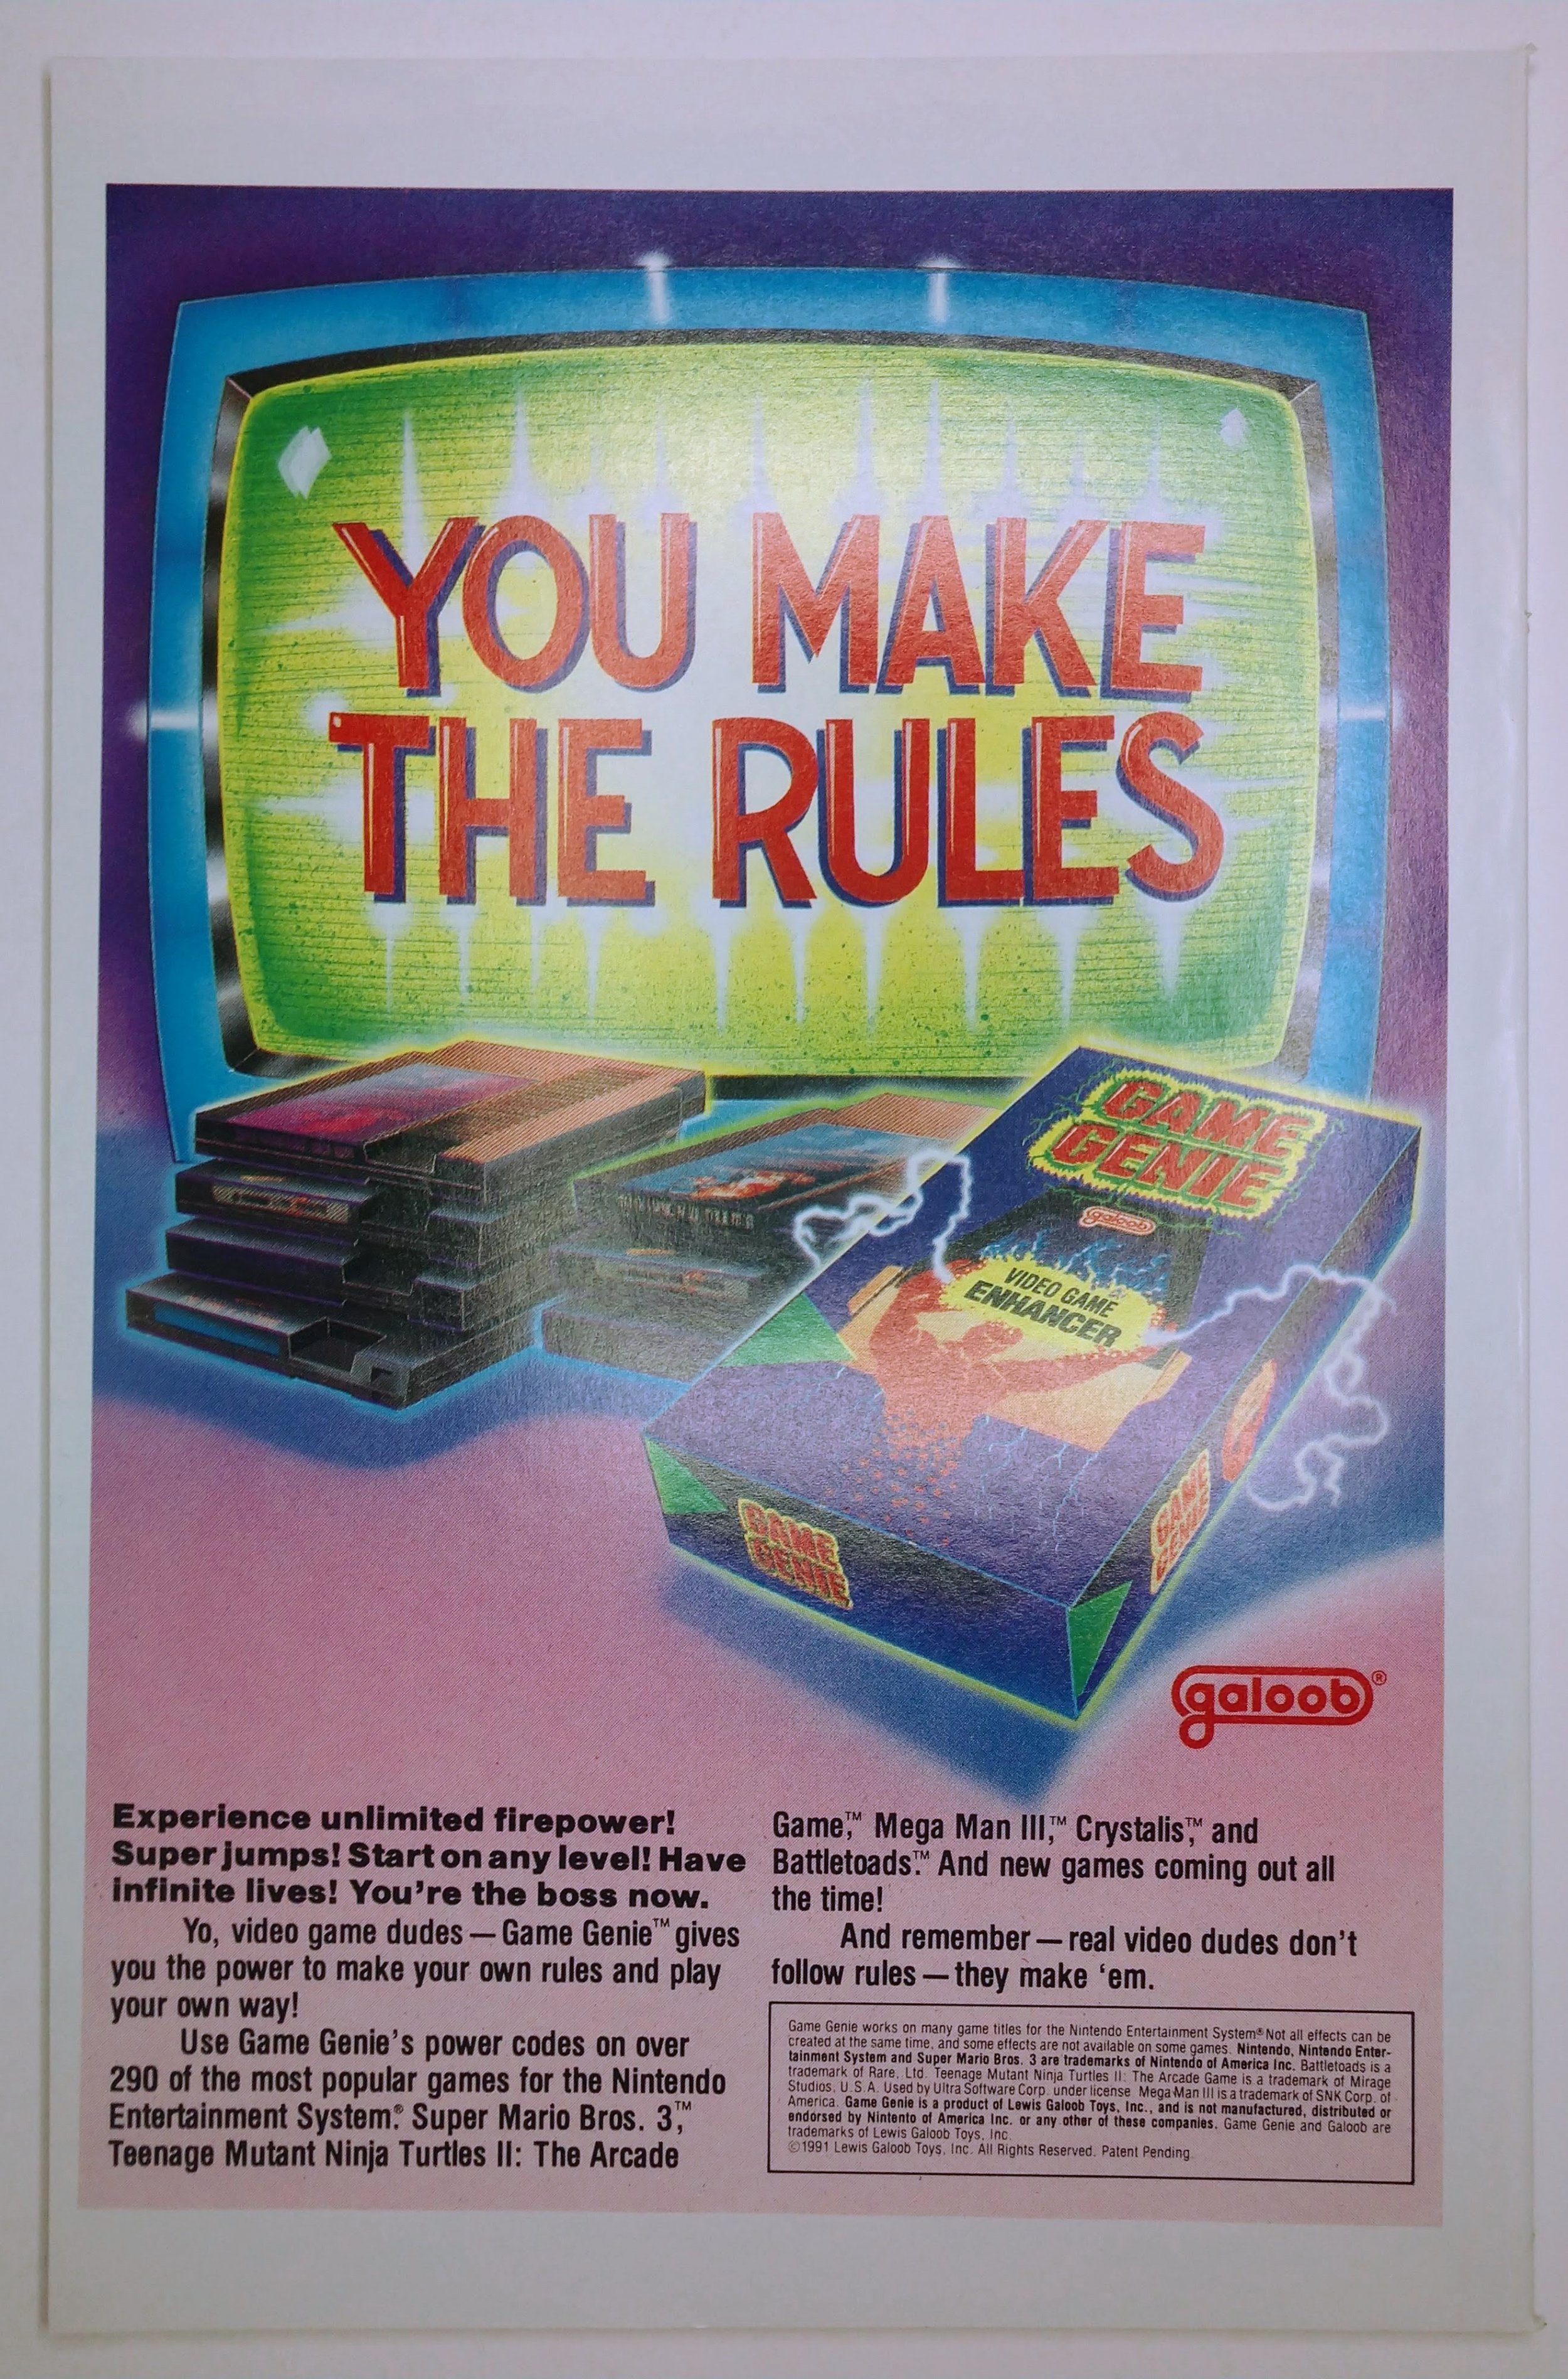 YOU MAKE
THE RULES
GAME
GENIE
galoob
VIDEO GAME
ENHANCER
GAME
GENIE
GAME
GENIE
galoob®
Experience unlimited firepower!
Super jumps! Start on any level! Have
infinite lives! You're the boss now.
Yo, video game dudes — Game Genie™ gives
you the power to make your own rules and play
your own way!
Use Game Genie's power codes on over
290 of the most popular games for the Nintendo
Entertainment System®. Super Mario Bros. 3,™
Teenage Mutant Ninja Turtles II: The Arcade
Game,™ Mega Man III,™ Crystalis,™ and
Battletoads.™ And new games coming out all
the time!
And remember — real video dudes don't
follow rules — they make ‘em.
Game Genie works on many game titles for the Nintendo Entertainment System® Not all effects can be
created at the same time, and some effects are not available on some games. Nintendo, Nintendo Enter-
tainment System and Super Mario Bros. 3 are trademarks of Nintendo of America Inc. Battletoads is a
trademark of Rare, Ltd. Teenage Mutant Ninja Turtles II: The Arcade Game is a trademark of Mirage
Studios, U.S.A. Used by Ultra Software Corp. under license Mega Man III is a trademark of SNK Corp. of
America. Game Genie is a product of Lewis Galoob Toys, Inc., and is not manufactured, distributed or
endorsed by Nintento of America Inc. or any other of these companies. Game Genie and Galoob are
trademarks of Lewis Galoob Toys, Inc.
©1991 Lewis Galoob Toys, Inc. All Rights Reserved. Patent Pending.